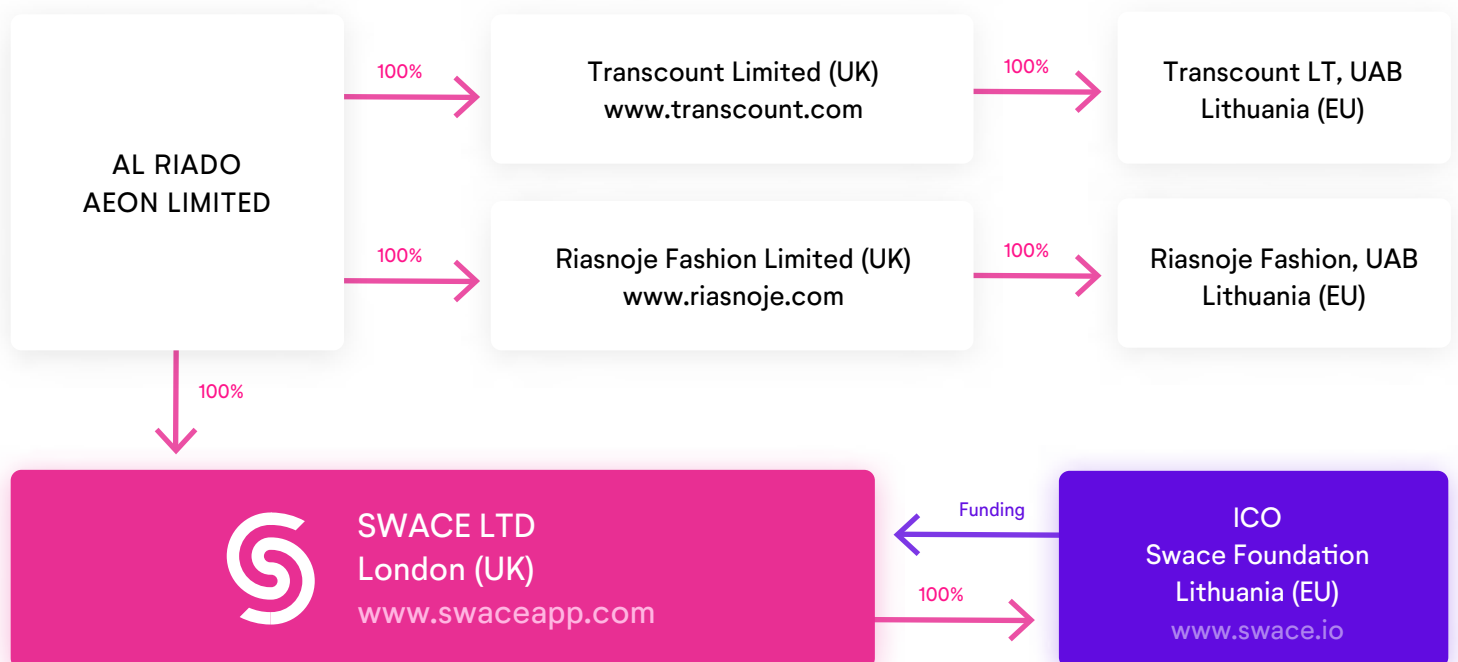 AL RIADO
AEON LIMITED
100%
Transcount Limited (UK)
www.transcount.com
100%
Transcount LT, UAB
Lithuania (EU)
100%
Riasnoje Fashion Limited (UK)
www.riasnoje.com
100%
Riasnoje Fashion, UAB
Lithuania (EU)
100%
SWACE LTD
London (UK)
www.swaceapp.com
Funding
100%
ICO
Swace Foundation
Lithuania (EU)
www.swace.io